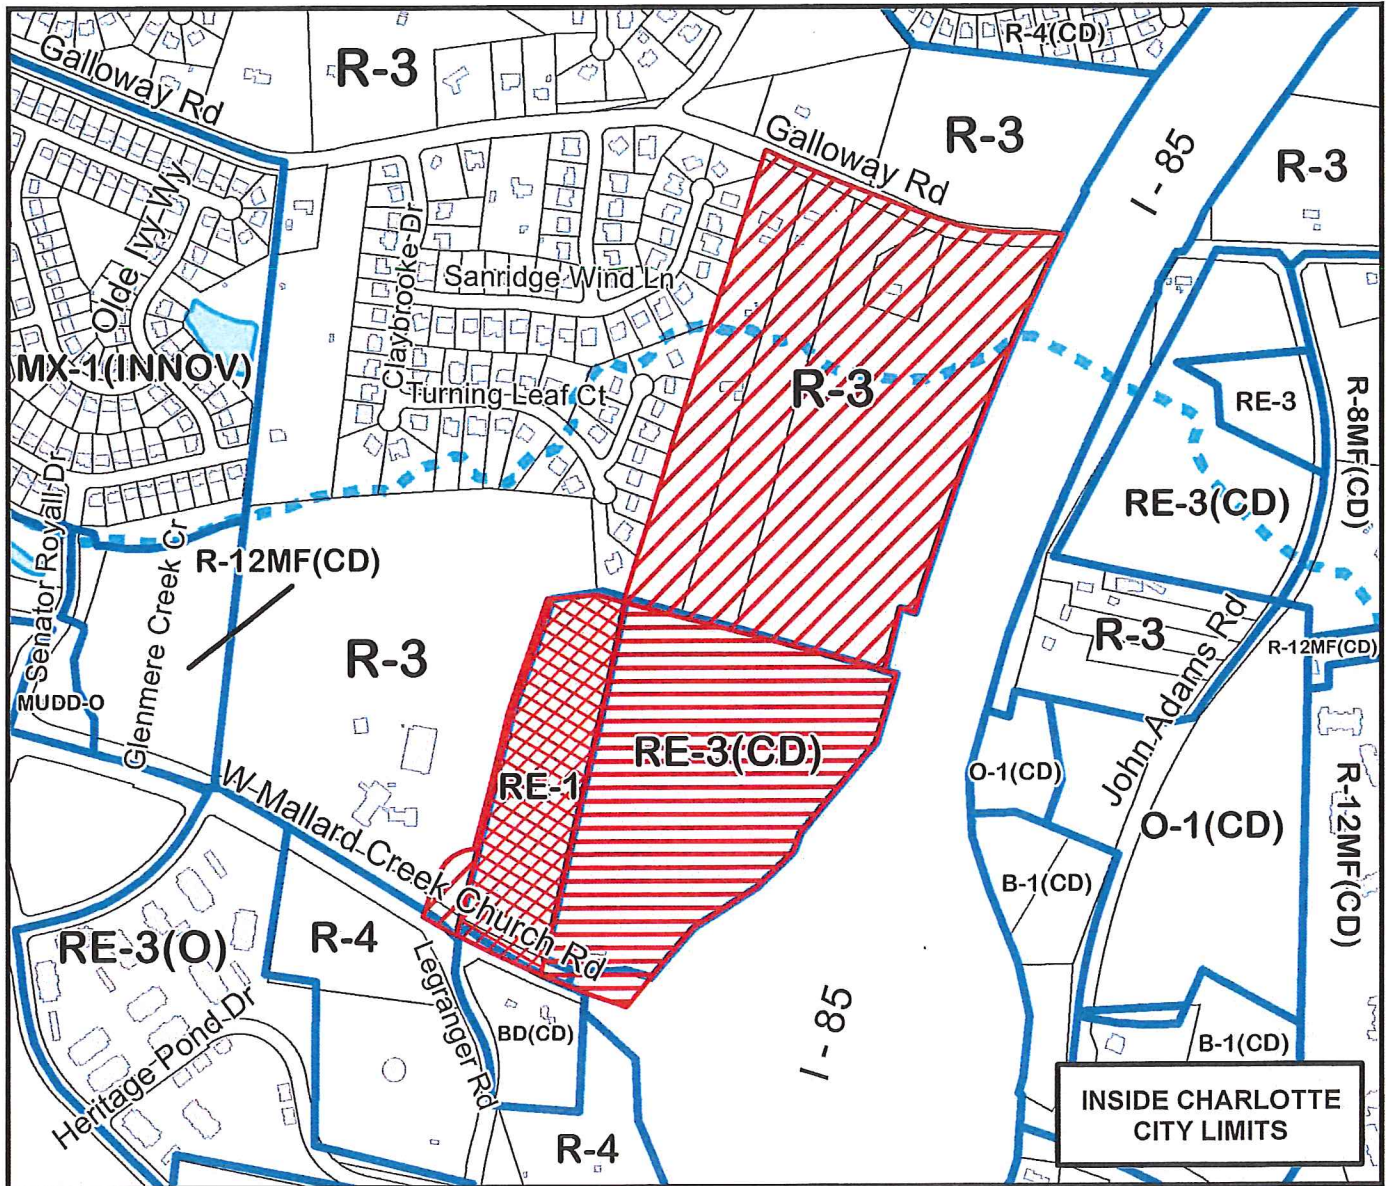 R-4(CD)
Galloway Rd
R-3
Galloway Rd
R-3
I - 85
R-3
Olde Ivy Wy
Claybrooke Dr
Sanridge Wind Ln
MX-1(INNOV)
Turning Leaf Ct
R-3
RE-3
R-8MF(CD)
RE-3(CD)
Senator Royall Dr
Glenmere Creek Cr
R-12MF(CD)
R-3
R-3
John Adams Rd
R-12MF(CD)
MUDD-O
RE-1
RE-3(CD)
O-1(CD)
R-12MF(CD)
W Mallard Creek Church Rd
O-1(CD)
B-1(CD)
RE-3(O)
R-4
Legranger Rd
Heritage Pond Dr
BD(CD)
I - 85
B-1(CD)
R-4
INSIDE CHARLOTTE
CITY LIMITS